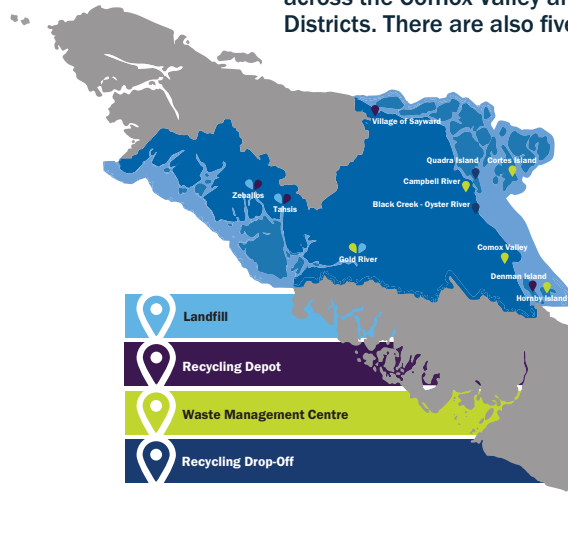 across the Comox Valley
Districts. There are also five
Village of Sayward
Quadra Island
Cortes Island
Campbell River
Zeballos
Tahsis
Black Creek - Oyster River
Comox Valley
Gold River
Denman Island
Hornby Island
Landfill
Recycling Depot
Waste Management Centre
Recycling Drop-Off